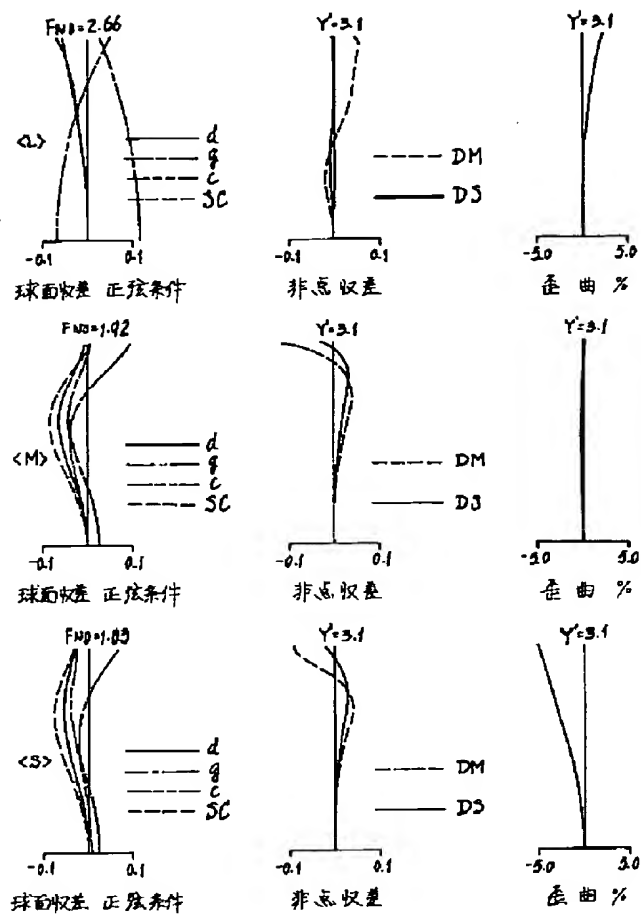 FNO=2.66 Y'=3.1 Y'=3.1
<L>
d
g
c
SC
DM
DS
-0.1 0.1 -0.1 0.1 -5.0 5.0
球面収差 正弦条件 非点収差 歪曲 %
FNO=1.92 Y'=3.1 Y'=3.1
<M>
d
g
c
SC
DM
DS
-0.1 0.1 -0.1 0.1 -5.0 5.0
球面収差 正弦条件 非点収差 歪曲 %
FNO=1.83 Y'=3.1 Y'=3.1
<S>
d
g
c
SC
DM
DS
-0.1 0.1 -0.1 0.1 -5.0 5.0
球面収差 正弦条件 非点収差 歪曲 %